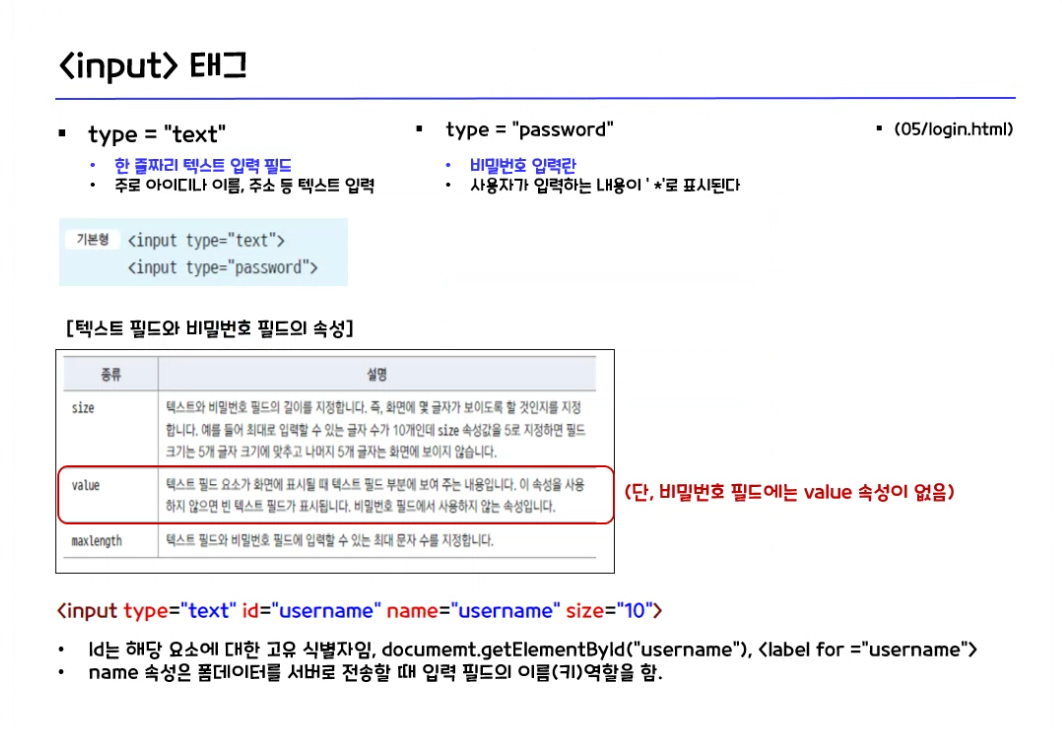 <input> 태그
▪ type = "text"
• 한 줄짜리 텍스트 입력 필드
• 주로 아이디나 이름, 주소 등 텍스트 입력
▪ type = "password"
• 비밀번호 입력란
• 사용자가 입력하는 내용이 ' *'로 표시된다
▪ (05/login.html)
기본형 <input type="text">
<input type="password">
[텍스트 필드와 비밀번호 필드의 속성]
종류 설명
size 텍스트와 비밀번호 필드의 길이를 지정합니다. 즉, 화면에 몇 글자가 보이도록 할 것인지를 지정
합니다. 예를 들어 최대로 입력할 수 있는 글자 수가 10개인데 size 속성값을 5로 지정하면 필드
크기는 5개 글자 크기에 맞추고 나머지 5개 글자는 화면에 보이지 않습니다.
value 텍스트 필드 요소가 화면에 표시될 때 텍스트 필드 부분에 보여 주는 내용입니다. 이 속성을 사용
하지 않으면 빈 텍스트 필드가 표시됩니다. 비밀번호 필드에서 사용하지 않는 속성입니다.
(단, 비밀번호 필드에는 value 속성이 없음)
maxlength 텍스트 필드와 비밀번호 필드에 입력할 수 있는 최대 문자 수를 지정합니다.
<input type="text" id="username" name="username" size="10">
• Id는 해당 요소에 대한 고유 식별자임, documemt.getElementById("username"), <label for ="username">
• name 속성은 폼데이터를 서버로 전송할 때 입력 필드의 이름(키)역할을 함.